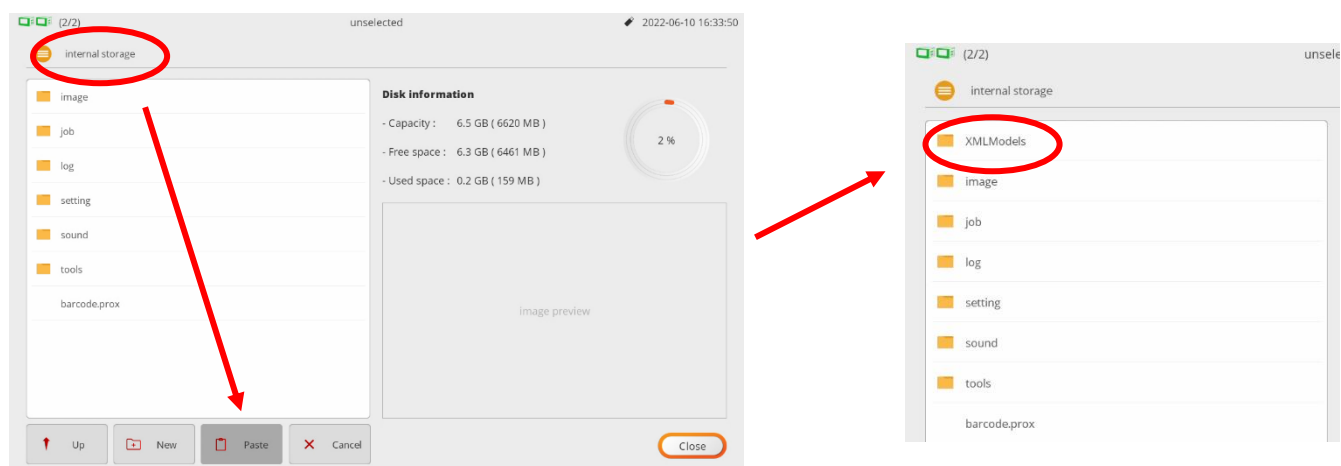 (2/2) unselected 2022-06-10 16:33:50
internal storage
image
job
log
setting
sound
tools
barcode.prox
Disk information
- Capacity : 6.5 GB ( 6620 MB )
- Free space : 6.3 GB ( 6461 MB )
- Used space : 0.2 GB ( 159 MB )
2 %
image preview
Up New Paste Cancel
Close
(2/2) unsele
internal storage
XMLModels
image
job
log
setting
sound
tools
barcode.prox